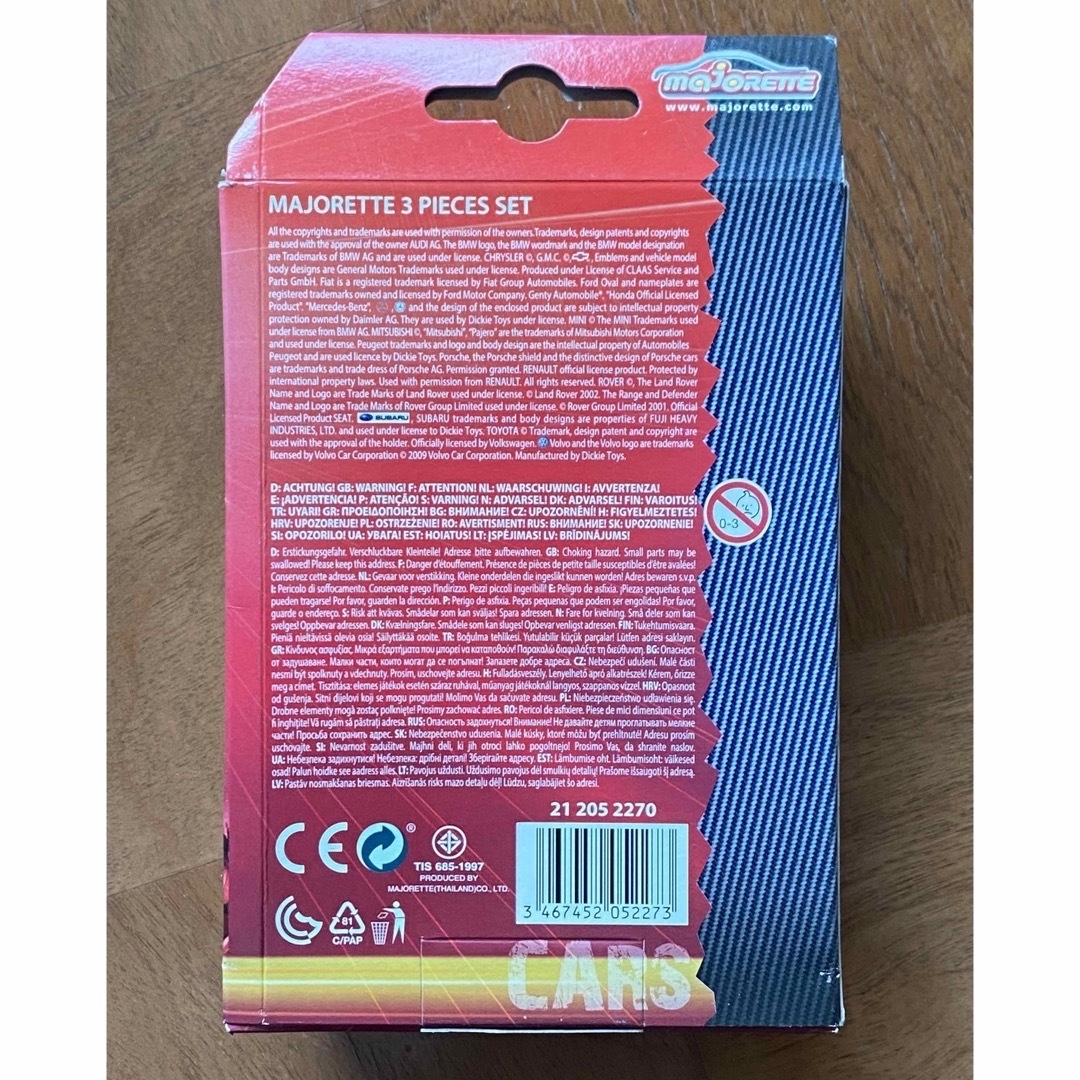 MAJORETTE
www.majorette.com
MAJORETTE 3 PIECES SET
All the copyrights and trademarks are used with permission of the owners.Trademarks, design patents and copyrights
are used with the approval of the owner AUDI AG. The BMW logo, the BMW wordmark and the BMW model designation
are Trademarks of BMW AG and are used under license. CHRYSLER ©, G.M.C. ©, , Emblems and vehicle model
body designs are General Motors Trademarks used under license. Produced under License of CLAAS Service and
Parts GmbH. Fiat is a registered trademark licensed by Fiat Group Automobiles. Ford Oval and nameplates are
registered trademarks owned and licensed by Ford Motor Company. Genty Automobile®, "Honda Official Licensed
Product". "Mercedes-Benz", , and the design of the enclosed product are subject to intellectual property
protection owned by Daimler AG. They are used by Dickie Toys under license. MINI © The MINI Trademarks used
under license from BMW AG. MITSUBISHI ©, "Mitsubishi", "Pajero" are the trademarks of Mitsubishi Motors Corporation
and used under license. Peugeot trademarks and logo and body design are the intellectual property of Automobiles
Peugeot and are used licence by Dickie Toys. Porsche, the Porsche shield and the distinctive design of Porsche cars
are trademarks and trade dress of Porsche AG. Permission granted. RENAULT official license product. Protected by
international property laws. Used with permission from RENAULT. All rights reserved. ROVER ©, The Land Rover
Name and Logo are Trade Marks of Land Rover used under license. © Land Rover 2002. The Range and Defender
Name and Logo are Trade Marks of Rover Group Limited used under license. © Rover Group Limited 2001. Official
Licensed Product SEAT. SUBARU , SUBARU trademarks and body designs are properties of FUJI HEAVY
INDUSTRIES, LTD. and used under license to Dickie Toys. TOYOTA © Trademark, design patent and copyright are
used with the approval of the holder. Officially licensed by Volkswagen. Volvo and the Volvo logo are trademarks
licensed by Volvo Car Corporation © 2009 Volvo Car Corporation. Manufactured by Dickie Toys.
D: ACHTUNG! GB: WARNING! F: ATTENTION! NL: WAARSCHUWING! I: AVVERTENZA!
E: ¡ADVERTENCIA! P: ATENÇÃO! S: VARNING! N: ADVARSEL! DK: ADVARSEL! FIN: VAROITUS!
TR: UYARI! GR: ΠΡΟΕΙΔΟΠΟΙΗΣΗ! BG: ВНИМАНИЕ! CZ: UPOZORNĚNÍ! H: FIGYELMEZTETES!
HRV: UPOZORENJE! PL: OSTRZEŻENIE! RO: AVERTISMENT! RUS: ВНИМАНИЕ! SK: UPOZORNENIE!
SI: OPOZORILO! UA: УВАГА! EST: HOIATUS! LT: ĮSPĖJIMAS! LV: BRĪDINĀJUMS!
D: Erstickungsgefahr. Verschluckbare Kleinteile! Adresse bitte aufbewahren. GB: Choking hazard. Small parts may be
swallowed! Please keep this address. F: Danger d'étouffement. Présence de pièces de petite taille susceptibles d'être avalées!
Conservez cette adresse. NL: Gevaar voor verstikking. Kleine onderdelen die ingeslikt kunnen worden! Adres bewaren s.v.p.
I: Pericolo di soffocamento. Conservate prego l'indirizzo. Pezzi piccoli ingeribili! E: Peligro de asfixia. ¡Piezas pequeñas que
pueden tragarse! Por favor, guarden la dirección. P: Perigo de asfixia. Peças pequenas que podem ser engolidas! Por favor,
guarde o endereço. S: Risk att kvävas. Smådelar som kan sväljas! Spara adressen. N: Fare for kvelning. Små deler som kan
svelges! Oppbevar adressen. DK: Kvælningsfare. Smådele som kan sluges! Opbevar venligst adressen. FIN: Tukehtumisvaara.
Pieniä nieltävissä olevia osia! Säilyttäkää osoite. TR: Boğulma tehlikesi. Yutulabilir küçük parçalar! Lütfen adresi saklayın.
GR: Κίνδυνος ασφυξίας. Μικρά εξαρτήματα που μπορεί να καταποθούν! Παρακαλώ διαφυλάξτε τη διεύθυνση. BG: Опасност
от задушаване. Малки части, които могат да се погълнат! Запазете добре адреса. CZ: Nebezpečí udušení. Malé části
nesmí být spolknuty a vdechnuty. Prosím, uschovejte adresu. H: Fulladásveszély. Lenyelhető apró alkatrészek! Kérem, őrizze
meg a címet. Tisztítása: elemes játékok esetén száraz ruhával, műanyag játékoknál langyos, szappanos vízzel. HRV: Opasnost
od gušenja. Sitni dijelovi koji se mogu progutati! Molimo Vas da sačuvate adresu. PL: Niebezpieczeństwo udławienia się.
Drobne elementy mogą zostać połknięte! Prosimy zachować adres. RO: Pericol de asfixiere. Piese de mici dimensiuni ce pot
fi înghiţite! Vă rugăm să păstraţi adresa. RUS: Опасность задохнуться! Внимание! Не давайте детям проглатывать мелкие
части! Просьба сохранить адрес. SK: Nebezpečenstvo udusenia. Malé kúsky, ktoré môžu byť prehltnuté! Adresu prosím
uschovajte. SI: Nevarnost zadušitve. Majhni deli, ki jih otroci lahko pogoltnejo! Prosimo Vas, da shranite naslov.
UA: Небезпека задихнутися! Небезпека: дрібні деталі! Зберігайте адресу. EST: Lämbumise oht. Lämbumisoht: väikesed
osad! Palun hoidke see aadres alles. LT: Pavojus uždusti. Uždusimo pavojus dėl smulkių detalių! Prašome išsaugoti šį adresą.
LV: Pastāv nosmakšanas briesmas. Aizrīšanās risks mazo detaļu dēļ! Lūdzu, saglabājiet šo adresi.
0-3
21 205 2270
CE
TIS 685-1997
PRODUCED BY
MAJORETTE(THAILAND)CO., LTD.
81
C/PAP
3 467452 052273
CARS